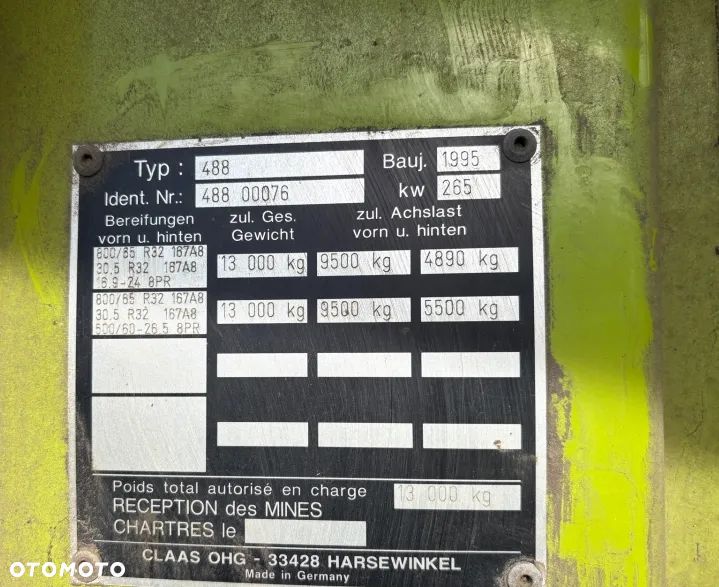 Typ : 488 Bauj. 1995
Ident. Nr.: 488 00076 kw 265
Bereifungen vorn u. hinten
zul. Ges. Gewicht
zul. Achslast vorn u. hinten
800/65 R32 167A8
30.5 R32 167A8
16.9-24 8PR
13 000 kg 9500 kg 4890 kg
800/65 R32 167A8
30.5 R32 167A8
500/60-26.5 8PR
13 000 kg 9500 kg 5500 kg
Poids total autorisé en charge 13 000 kg
RECEPTION des MINES
CHARTRES le
CLAAS OHG - 33428 HARSEWINKEL
Made in Germany
OTOMOTO